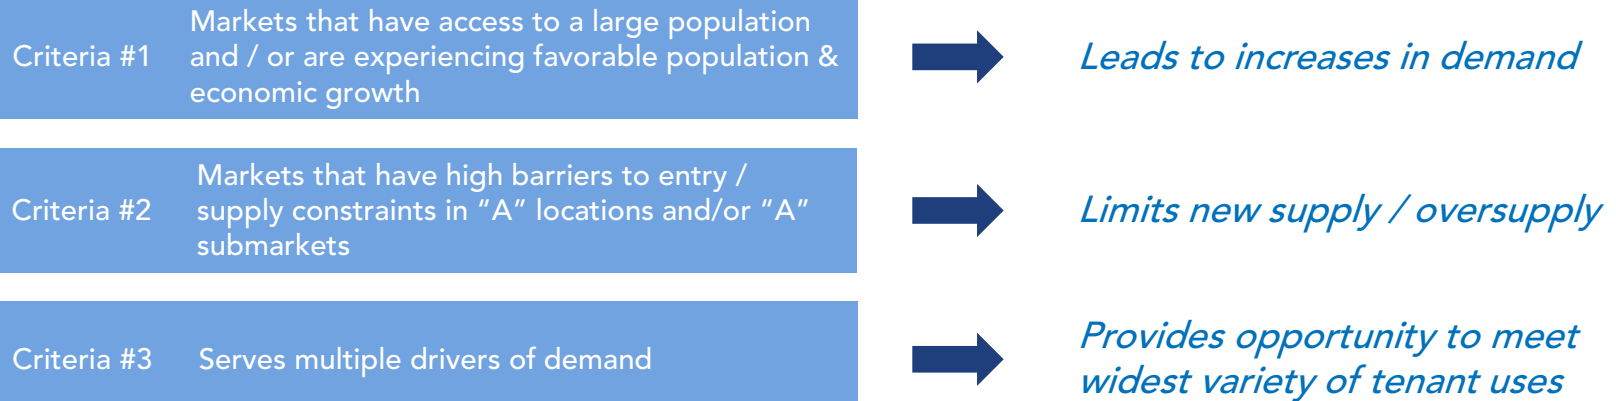 Criteria #1
Markets that have access to a large population
and / or are experiencing favorable population &
economic growth
Leads to increases in demand
Criteria #2
Markets that have high barriers to entry /
supply constraints in “A” locations and/or “A”
submarkets
Limits new supply / oversupply
Criteria #3
Serves multiple drivers of demand
Provides opportunity to meet
widest variety of tenant uses